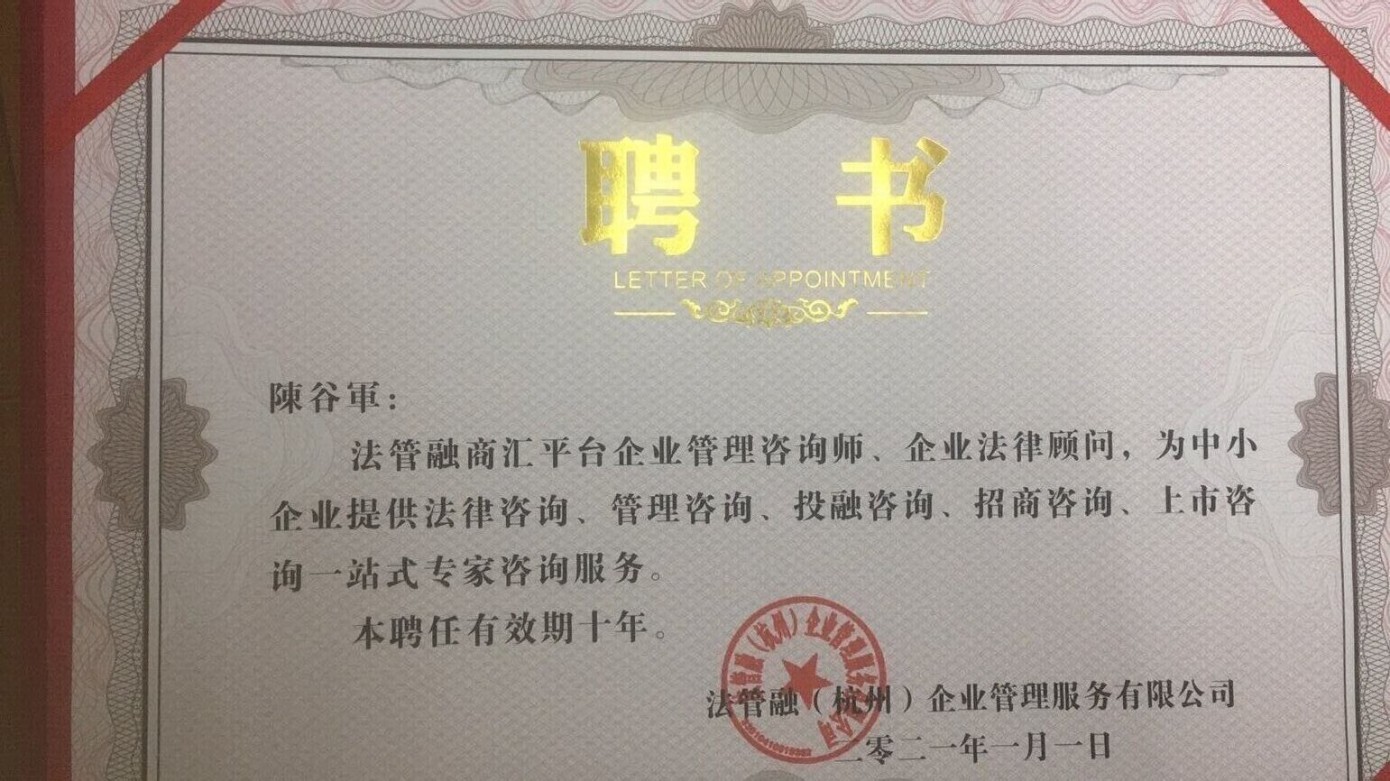 聘书
LETTER OF APPOINTMENT
陳谷軍：
法管融商汇平台企业管理咨询师、企业法律顾问，为中小
企业提供法律咨询、管理咨询、投融咨询、招商咨询、上市咨
询一站式专家咨询服务。
本聘任有效期十年。
法管融（杭州）企业管理服务有限公司
二零二一年一月一日